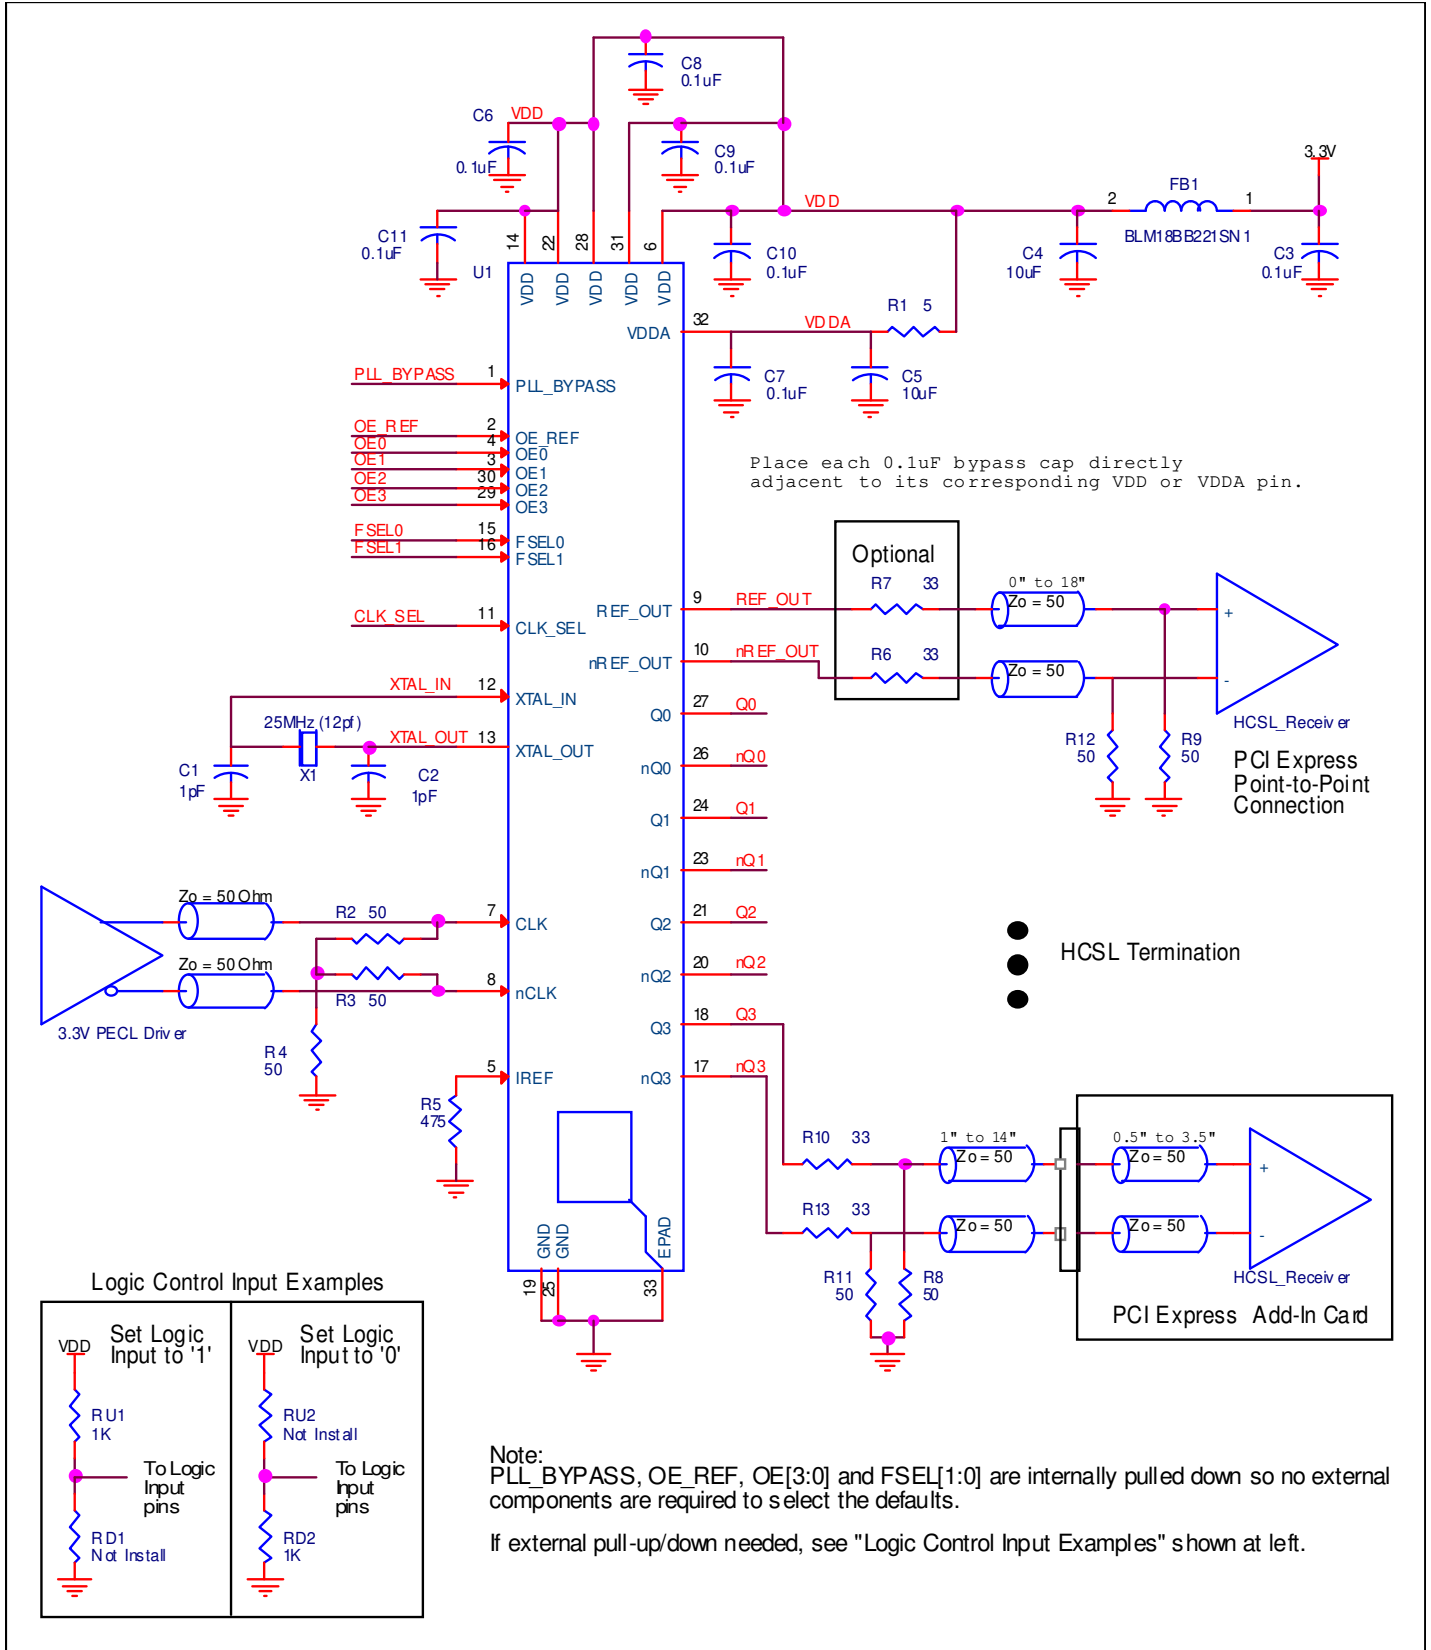 C8
0.1uF
C6
VDD
0.1uF
C9
0.1uF
3.3V
FB1
2
1
BLM18BB221SN1
VDD
C11
0.1uF
C10
0.1uF
C4
10uF
C3
0.1uF
U1
14
22
28
31
6
VDD
VDD
VDD
VDD
VDD
R1 5
VDDA
32
VDDA
C7
0.1uF
C5
10uF
PLL_BYPASS
1
PLL_BYPASS
OE_REF
2
OE_REF
OE0
4
OE0
OE1
3
OE1
OE2
30
OE2
OE3
29
OE3
Place each 0.1uF bypass cap directly
adjacent to its corresponding VDD or VDDA pin.
FSEL0
15
FSEL0
FSEL1
16
FSEL1
Optional
R7 33
0" to 18"
Zo = 50
REF_OUT
9
REF_OUT
+
CLK_SEL
11
CLK_SEL
nREF_OUT
10
nREF_OUT
R6 33
Zo = 50
-
HCSL_Receiver
XTAL_IN
12
XTAL_IN
25MHz (12pf)
X1
XTAL_OUT
13
XTAL_OUT
C1
1pF
C2
1pF
R12
50
R9
50
PCI Express
Point-to-Point
Connection
Q0
27
Q0
nQ0
26
nQ0
Q1
24
Q1
nQ1
23
nQ1
Q2
21
Q2
nQ2
20
nQ2
Q3
18
Q3
nQ3
17
nQ3
HCSL Termination
Zo = 50 Ohm
R2 50
7
CLK
Zo = 50 Ohm
R3 50
8
nCLK
3.3V PECL Driver
R4
50
5
IREF
R5
475
R10 33
1" to 14"
Zo = 50
0.5" to 3.5"
Zo = 50
+
R13 33
Zo = 50
Zo = 50
-
R11
50
R8
50
HCSL_Receiver
PCI Express Add-In Card
GND
GND
EPAD
19
25
33
Logic Control Input Examples
VDD
Set Logic
Input to '1'
RU1
1K
To Logic
Input
pins
RD1
Not Install
VDD
Set Logic
Input to '0'
RU2
Not Install
To Logic
Input
pins
RD2
1K
Note:
PLL_BYPASS, OE_REF, OE[3:0] and FSEL[1:0] are internally pulled down so no external
components are required to select the defaults.
If external pull-up/down needed, see "Logic Control Input Examples" shown at left.